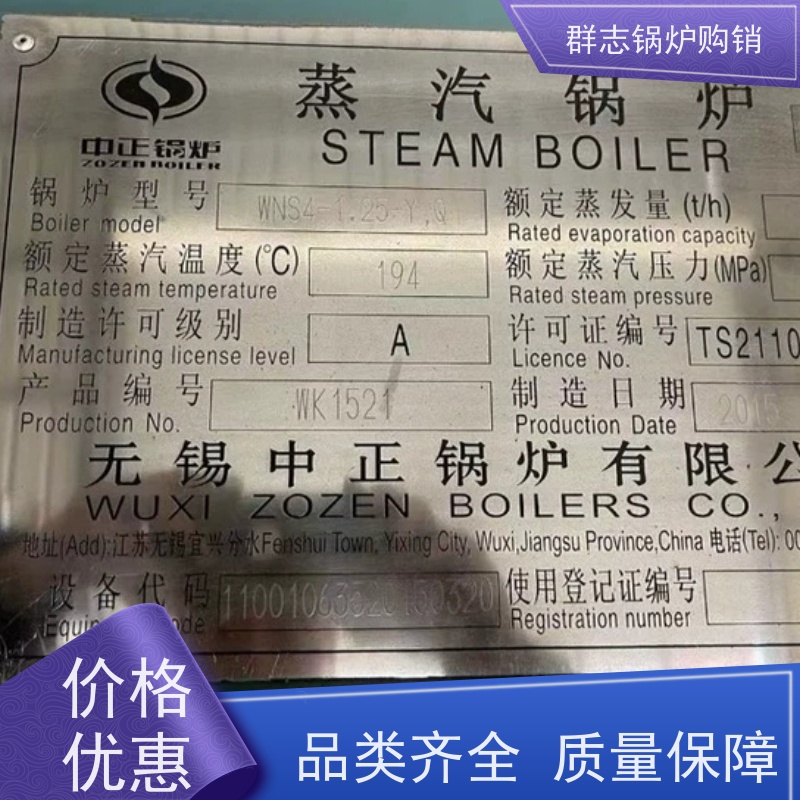 群志锅炉购销
中正锅炉
ZOZEN BOILER
蒸汽锅炉
STEAM BOILER
锅炉型号
Boiler model
WNS4-1.25-Y,Q
额定蒸发量(t/h)
Rated evaporation capacity
额定蒸汽温度(℃)
Rated steam temperature
194
额定蒸汽压力(MPa)
Rated steam pressure
制造许可级别
Manufacturing license level
A
许可证编号
Licence No.
TS2110
产品编号
Production No.
WK1521
制造日期
Production Date
2015
无锡中正锅炉有限公
WUXI ZOZEN BOILERS CO.,
地址(Add):江苏无锡宜兴分水Fenshui Town, Yixing City, Wuxi,Jiangsu Province,China 电话(Tel): 00
设备代码
使用登记证编号
Registration number
价格
优惠
品类齐全 质量保障